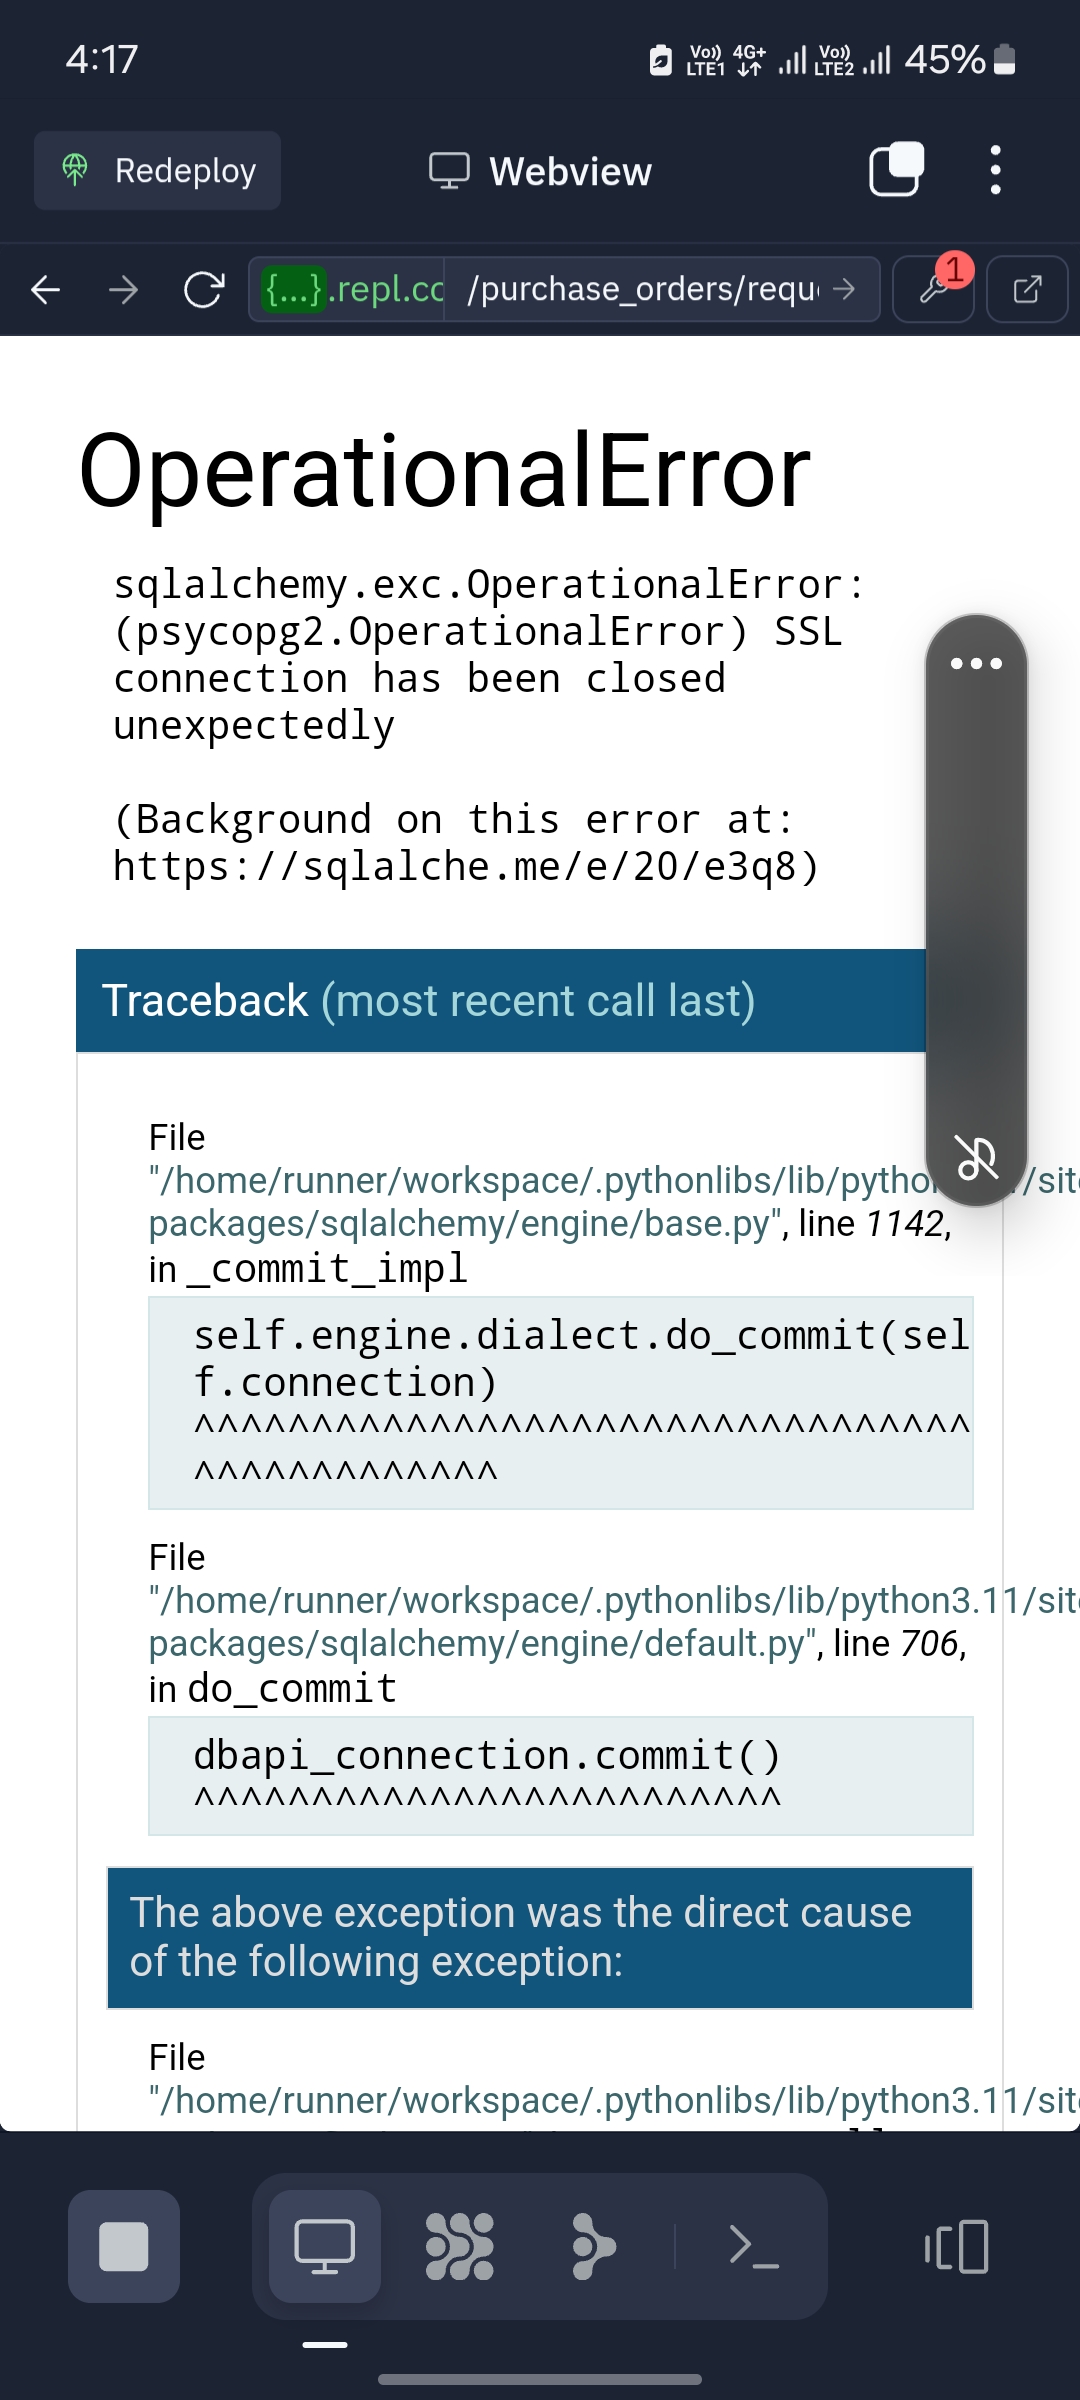 4:17
Vo)) LTE1 4G+ Vo)) LTE2 45%
Redeploy
Webview
{...}.repl.co /purchase_orders/requ
1
OperationalError
sqlalchemy.exc.OperationalError:
(psycopg2.OperationalError) SSL
connection has been closed
unexpectedly
(Background on this error at:
https://sqlalche.me/e/20/e3q8)
Traceback (most recent call last)
File
"/home/runner/workspace/.pythonlibs/lib/pytho /sit
packages/sqlalchemy/engine/base.py", line 1142,
in _commit_impl
self.engine.dialect.do_commit(sel
f.connection)
^^^^^^^^^^^^^^^^^^^^^^^^^^^^^^^^^
^^^^^^^^^^^^^
File
"/home/runner/workspace/.pythonlibs/lib/python3.11/sit
packages/sqlalchemy/engine/default.py", line 706,
in do_commit
dbapi_connection.commit()
^^^^^^^^^^^^^^^^^^^^^^^^^
The above exception was the direct cause
of the following exception:
File
"/home/runner/workspace/.pythonlibs/lib/python3.11/sit